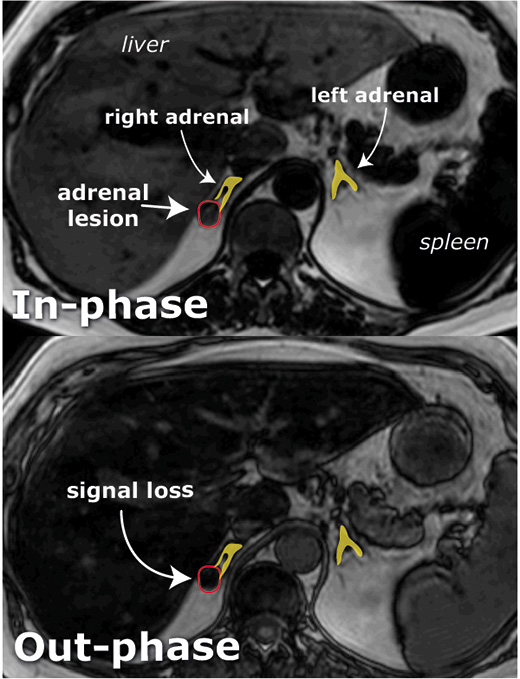 liver
left adrenal
right adrenal
adrenal
lesion
spleen
In-phase
signal loss
Out-phase